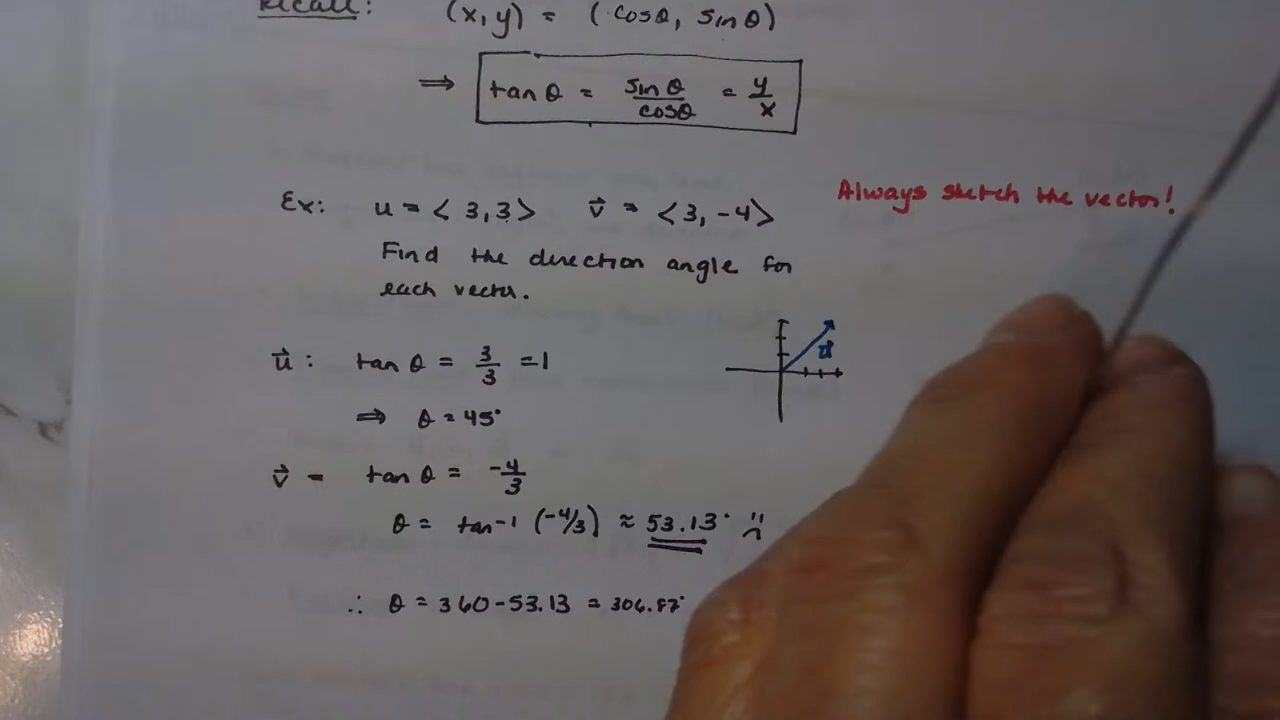 Recall: (x,y) = (cosθ, sinθ)
⟹ tan θ = sin θ/cosθ = y/x
Always sketch the vector!
Ex: u = < 3,3 > v⃗ = < 3, -4 >
Find the direction angle for
each vector.
u⃗
u⃗ : tan θ = 3/3 = 1
⟹ θ = 45°
v⃗ - tan θ = -4/3
θ = tan-1 (-4/3) ≈ 53.13° :(
∴ θ = 360-53.13 = 306.87°